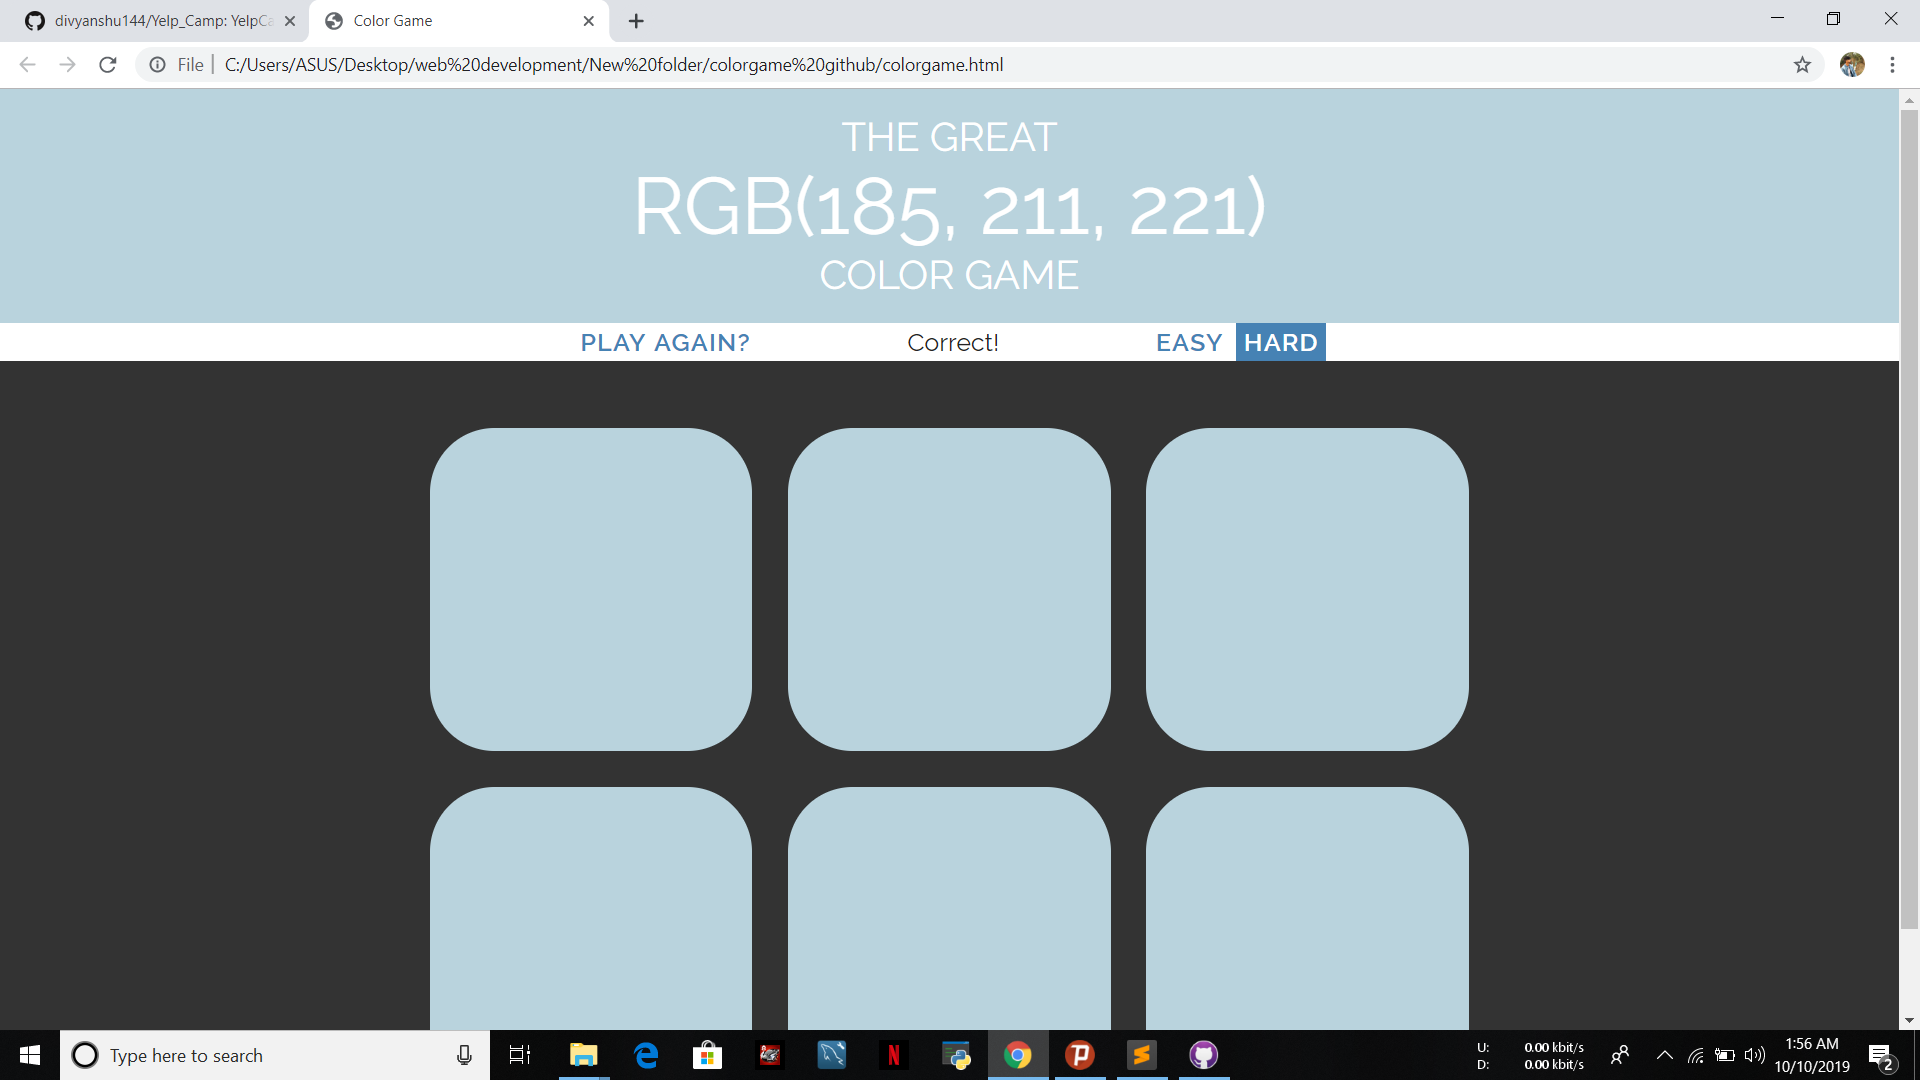 divyanshu144/Yelp_Camp: YelpCa
Color Game
File
C:/Users/ASUS/Desktop/web%20development/New%20folder/colorgame%20github/colorgame.html
THE GREAT
RGB(185, 211, 221)
COLOR GAME
PLAY AGAIN?
Correct!
EASY
HARD
Type here to search
U: 0.00 kbit/s
D: 0.00 kbit/s
1:56 AM
10/10/2019
2